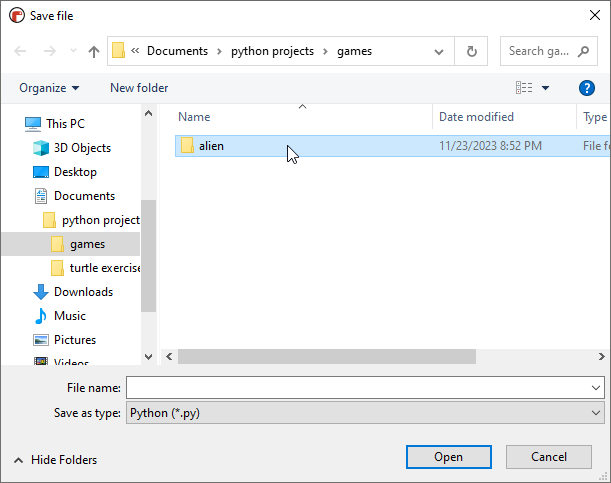 Save file
« Documents › python projects › games
Search ga...
Organize New folder
?
Name Date modified Type
This PC
3D Objects
Desktop
Documents
python project
games
turtle exercise
Downloads
Music
Pictures
Videos
alien 11/23/2023 8:52 PM File f
File name:
Save as type: Python (*.py)
Hide Folders
Open Cancel